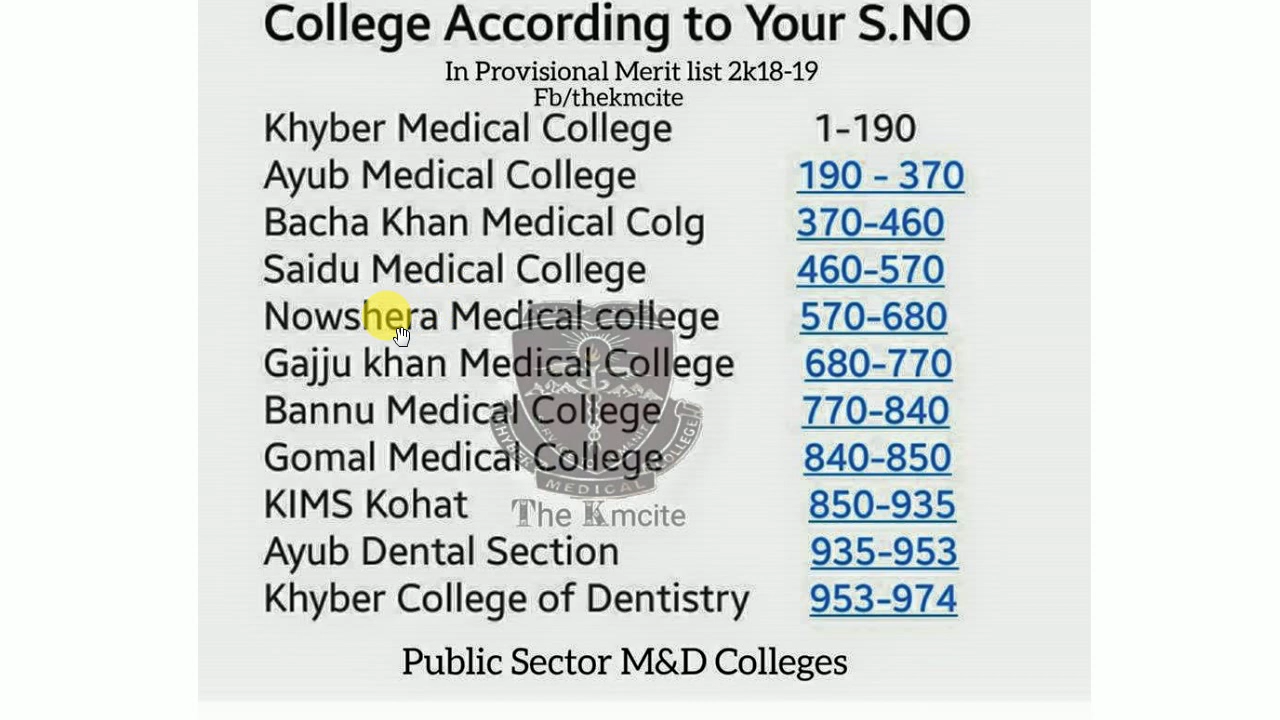 College According to Your S.NO
In Provisional Merit list 2k18-19
Fb/thekmcite
Khyber Medical College 1-190
Ayub Medical College 190 - 370
Bacha Khan Medical Colg 370-460
Saidu Medical College 460-570
Nowshera Medical college 570-680
Gajju khan Medical College 680-770
Bannu Medical College 770-840
Gomal Medical College 840-850
KIMS Kohat 850-935
Ayub Dental Section 935-953
Khyber College of Dentistry 953-974
KHYBER MEDICAL COLLEGE
The Kmcite
Public Sector M&D Colleges